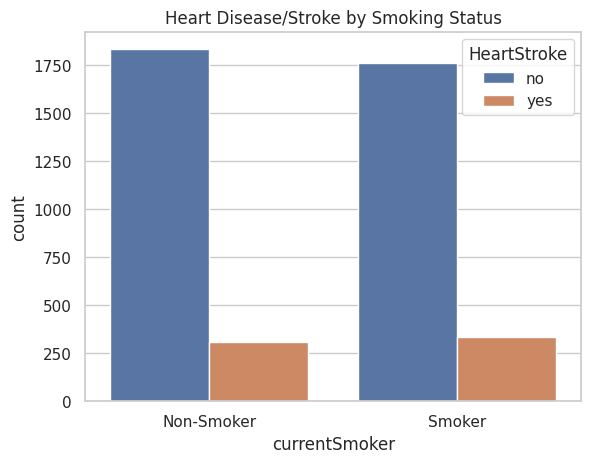 Heart Disease/Stroke by Smoking Status
HeartStroke
no
yes
1750
1500
1250
1000
750
500
250
0
count
Non-Smoker
Smoker
currentSmoker